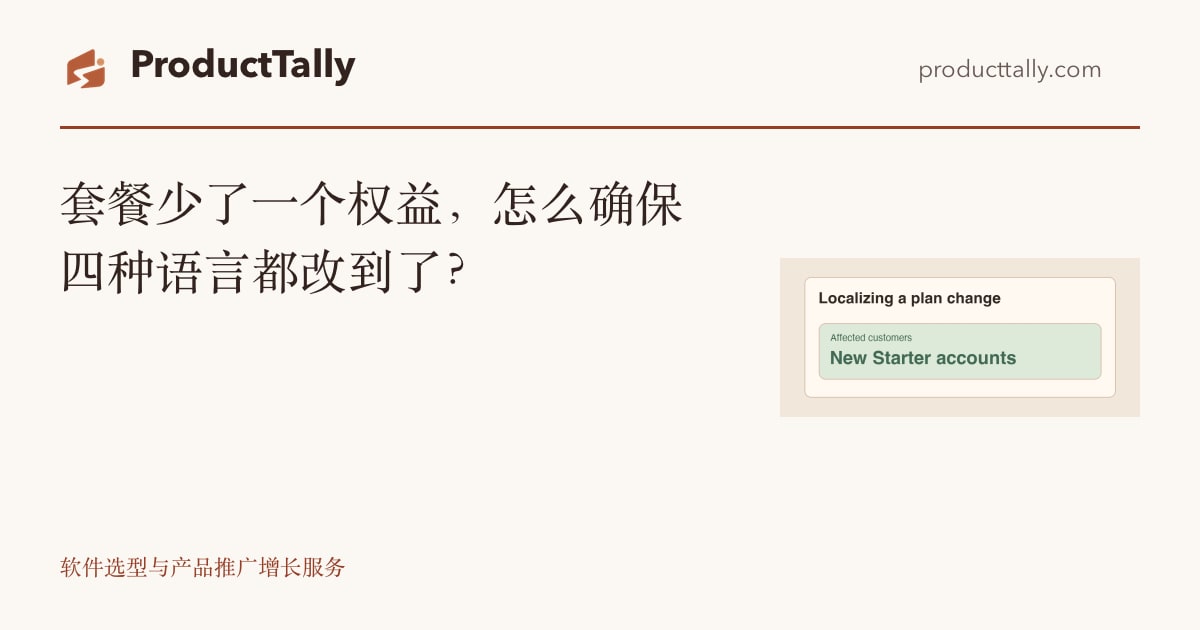 ProductTally
producttally.com
套餐少了一个权益，怎么确保
四种语言都改到了？
Localizing a plan change
Affected customers
New Starter accounts
软件选型与产品推广增长服务